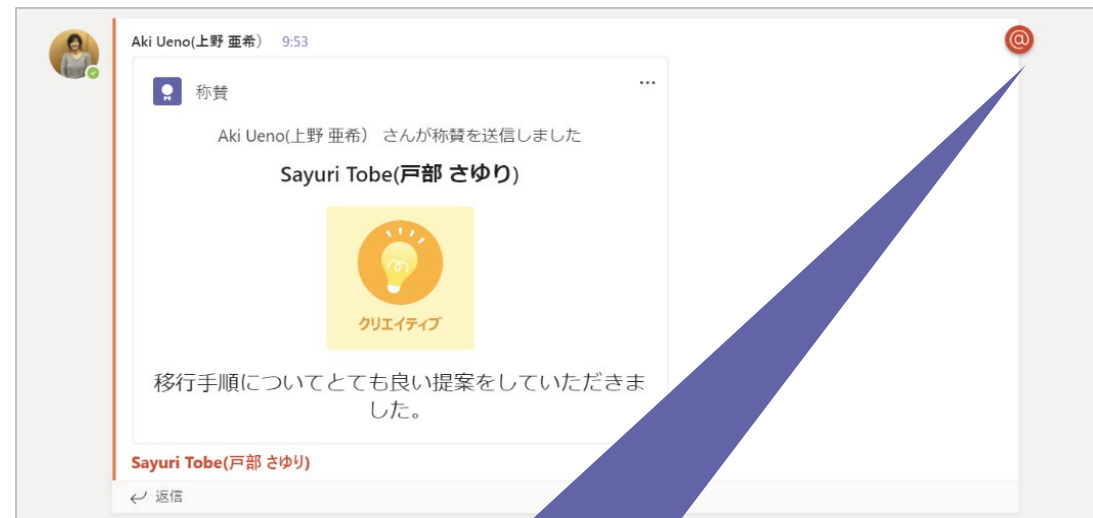 Aki Ueno(上野 亜希） 9:53
@
称賛
...
Aki Ueno(上野 亜希） さんが称賛を送信しました
Sayuri Tobe(戸部 さゆり)
クリエイティブ
移行手順についてとても良い提案をしていただきま
した。
Sayuri Tobe(戸部 さゆり)
返信